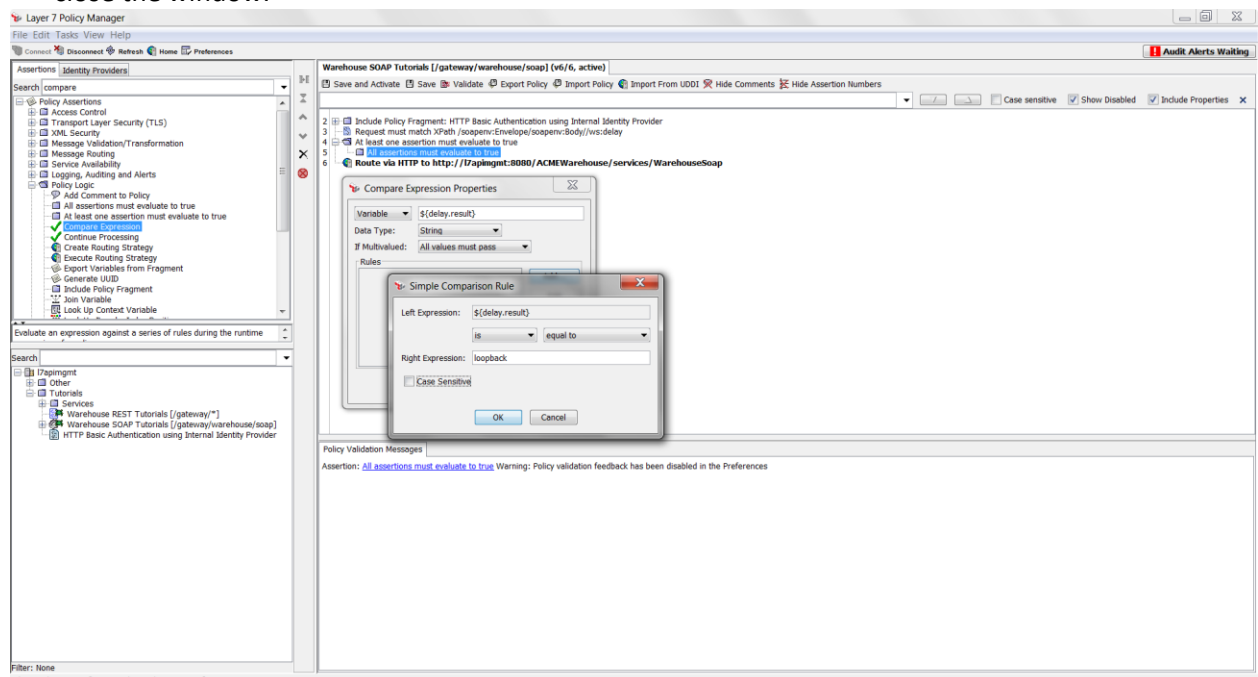 close the window.
Layer 7 Policy Manager
File Edit Tasks View Help
Connect Disconnect Refresh Home Preferences
Audit Alerts Waiting
Assertions Identity Providers
Search compare
Policy Assertions
Access Control
Transport Layer Security (TLS)
XML Security
Message Validation/Transformation
Message Routing
Service Availability
Logging, Auditing and Alerts
Policy Logic
Add Comment to Policy
All assertions must evaluate to true
At least one assertion must evaluate to true
Compare Expression
Continue Processing
Create Routing Strategy
Execute Routing Strategy
Export Variables from Fragment
Generate UUID
Include Policy Fragment
Join Variable
Look Up Context Variable
Evaluate an expression against a series of rules during the runtime
Search
l7apimgmt
Other
Tutorials
Services
Warehouse REST Tutorials [/gateway/*]
Warehouse SOAP Tutorials [/gateway/warehouse/soap]
HTTP Basic Authentication using Internal Identity Provider
Filter: None
Warehouse SOAP Tutorials [/gateway/warehouse/soap] (v6/6, active)
Save and Activate Save Validate Export Policy Import Policy Import From UDDI Hide Comments Hide Assertion Numbers
Case sensitive Show Disabled Include Properties X
2 Include Policy Fragment: HTTP Basic Authentication using Internal Identity Provider
3 Request must match XPath /soapenv:Envelope/soapenv:Body//ws:delay
4 At least one assertion must evaluate to true
5 All assertions must evaluate to true
6 Route via HTTP to http://l7apimgmt:8080/ACMEWarehouse/services/WarehouseSoap
Compare Expression Properties
Variable ${delay.result}
Data Type: String
If Multivalued: All values must pass
Rules
Simple Comparison Rule
Left Expression: ${delay.result}
is equal to
Right Expression: loopback
Case Sensitive
OK Cancel
Policy Validation Messages
Assertion: All assertions must evaluate to true Warning: Policy validation feedback has been disabled in the Preferences